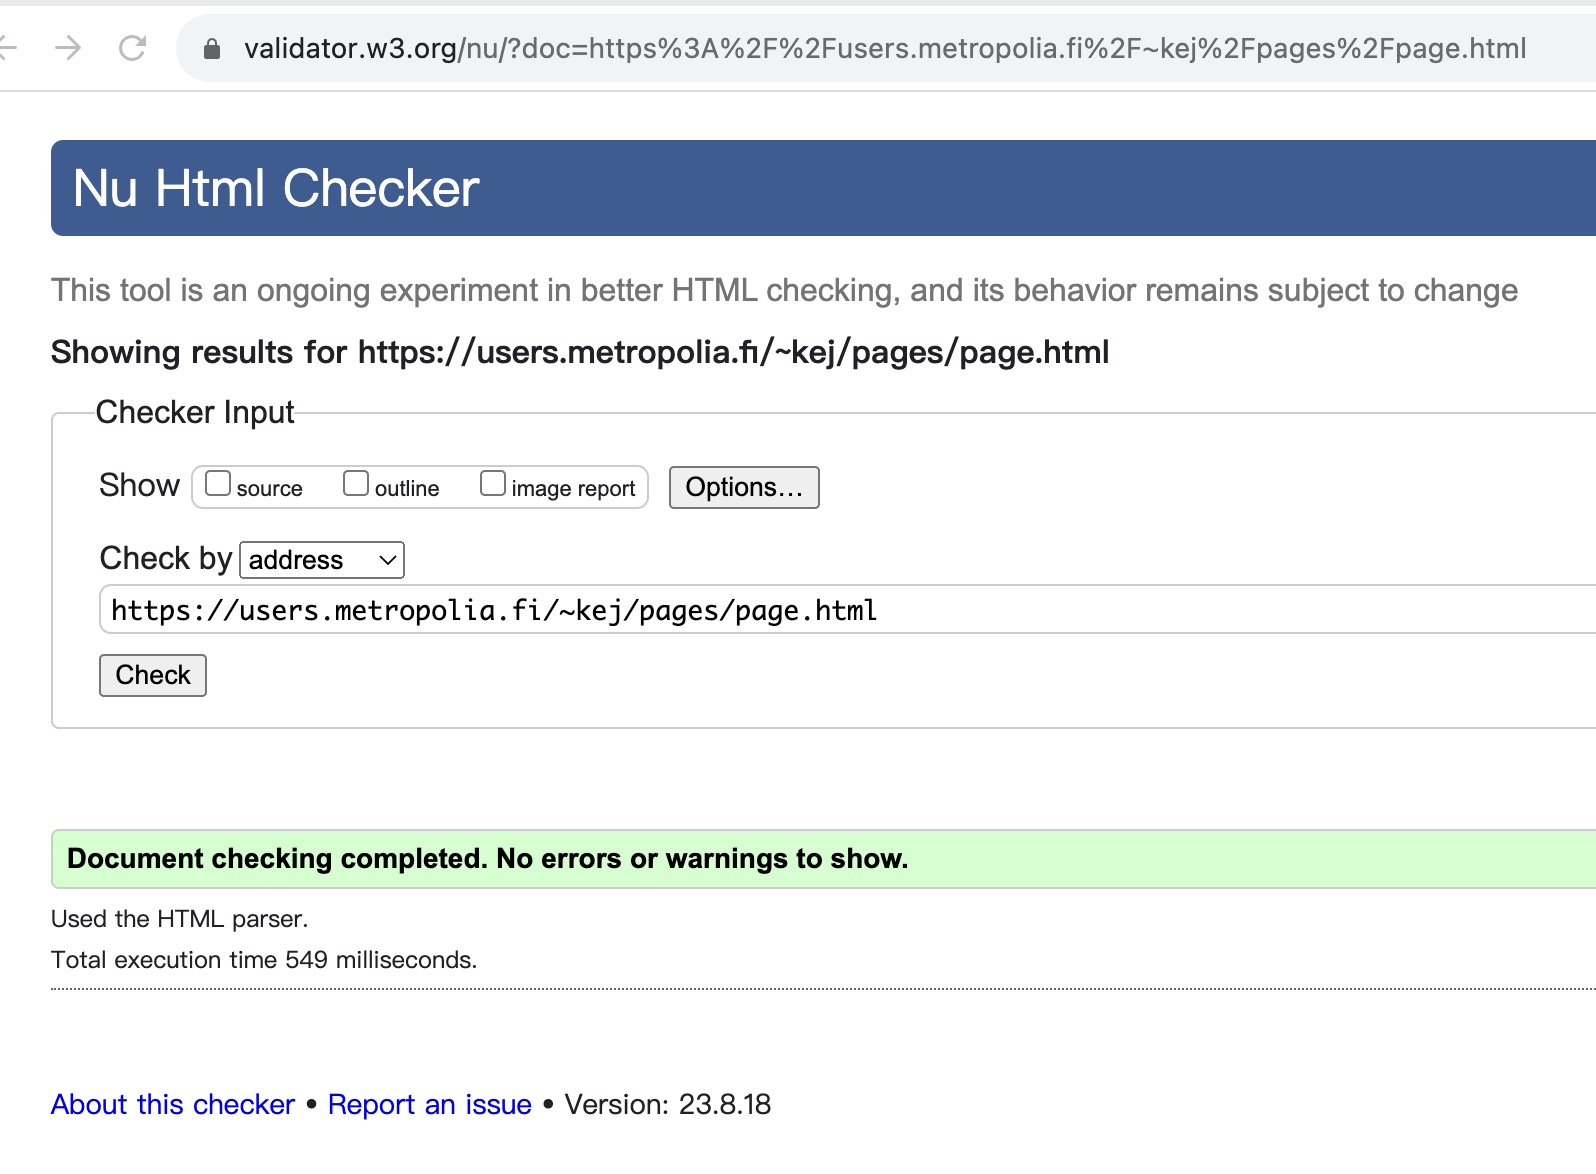 validator.w3.org/nu/?doc=https%3A%2F%2Fusers.metropolia.fi%2F~kej%2Fpages%2Fpage.html
Nu Html Checker
This tool is an ongoing experiment in better HTML checking, and its behavior remains subject to change
Showing results for https://users.metropolia.fi/~kej/pages/page.html
Checker Input
Show source outline image report Options...
Check by address
https://users.metropolia.fi/~kej/pages/page.html
Check
Document checking completed. No errors or warnings to show.
Used the HTML parser.
Total execution time 549 milliseconds.
About this checker • Report an issue • Version: 23.8.18